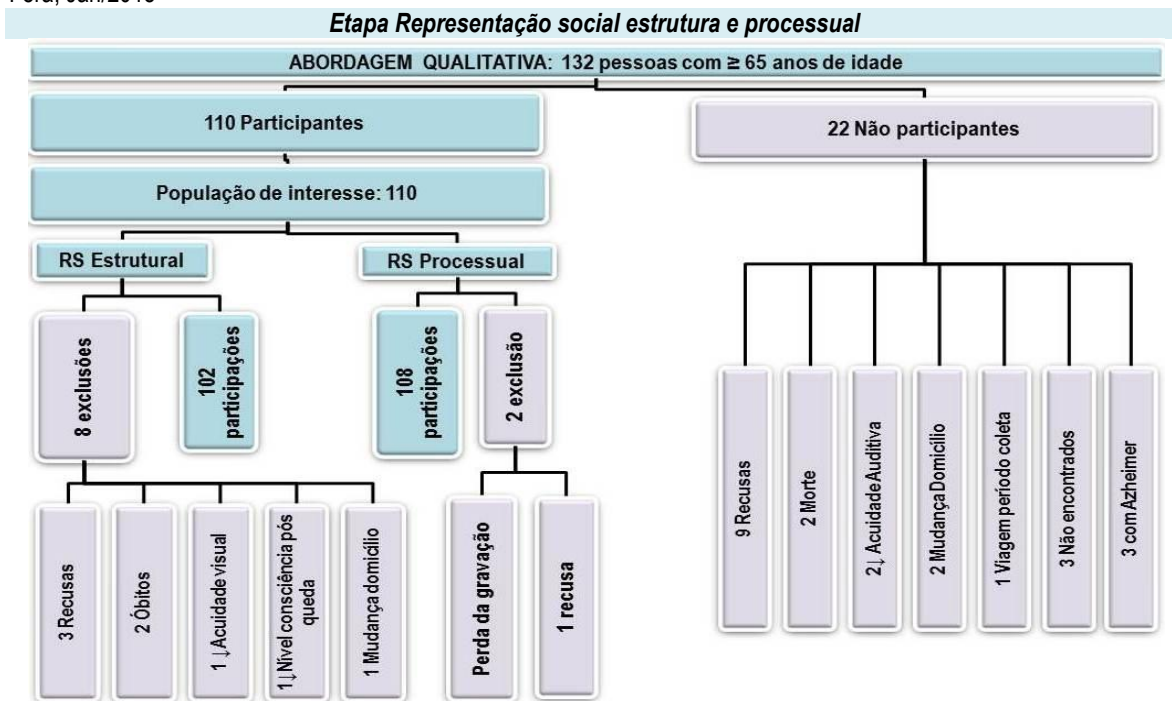 Etapa Representação social estrutura e processual
ABORDAGEM QUALITATIVA: 132 pessoas com ≥ 65 anos de idade
110 Participantes
22 Não participantes
População de interesse: 110
RS Estrutural
RS Processual
8 exclusões
102
participações
108
participações
2 exclusão
3 Recusas
2 Óbitos
1 ↓Acuidade visual
1↓Nível consciência pós
queda
1 Mudança domicílio
Perda da gravação
1 recusa
9 Recusas
2 Morte
2↓ Acuidade Auditiva
2 Mudança Domicílio
1 Viagem período coleta
3 Não encontrados
3 com Azheimer